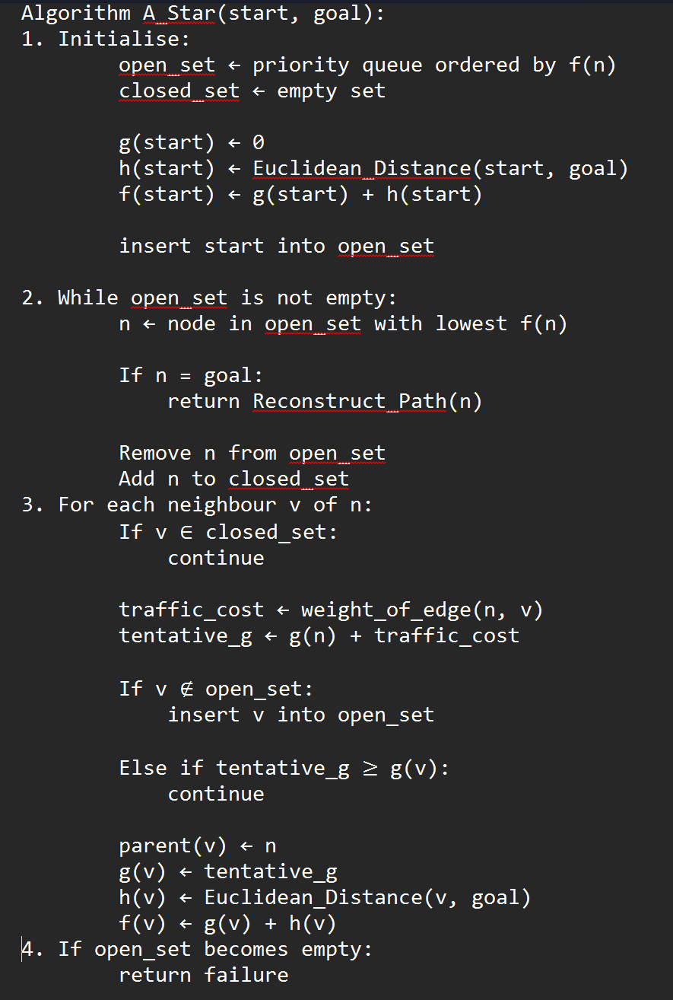 Algorithm A_Star(start, goal):
1. Initialise:
open_set ← priority queue ordered by f(n)
closed_set ← empty set
g(start) ← 0
h(start) ← Euclidean_Distance(start, goal)
f(start) ← g(start) + h(start)
insert start into open_set
2. While open_set is not empty:
n ← node in open_set with lowest f(n)
If n = goal:
return Reconstruct_Path(n)
Remove n from open_set
Add n to closed_set
3. For each neighbour v of n:
If v ∈ closed_set:
continue
traffic_cost ← weight_of_edge(n, v)
tentative_g ← g(n) + traffic_cost
If v ∉ open_set:
insert v into open_set
Else if tentative_g ≥ g(v):
continue
parent(v) ← n
g(v) ← tentative_g
h(v) ← Euclidean_Distance(v, goal)
f(v) ← g(v) + h(v)
4. If open_set becomes empty:
return failure